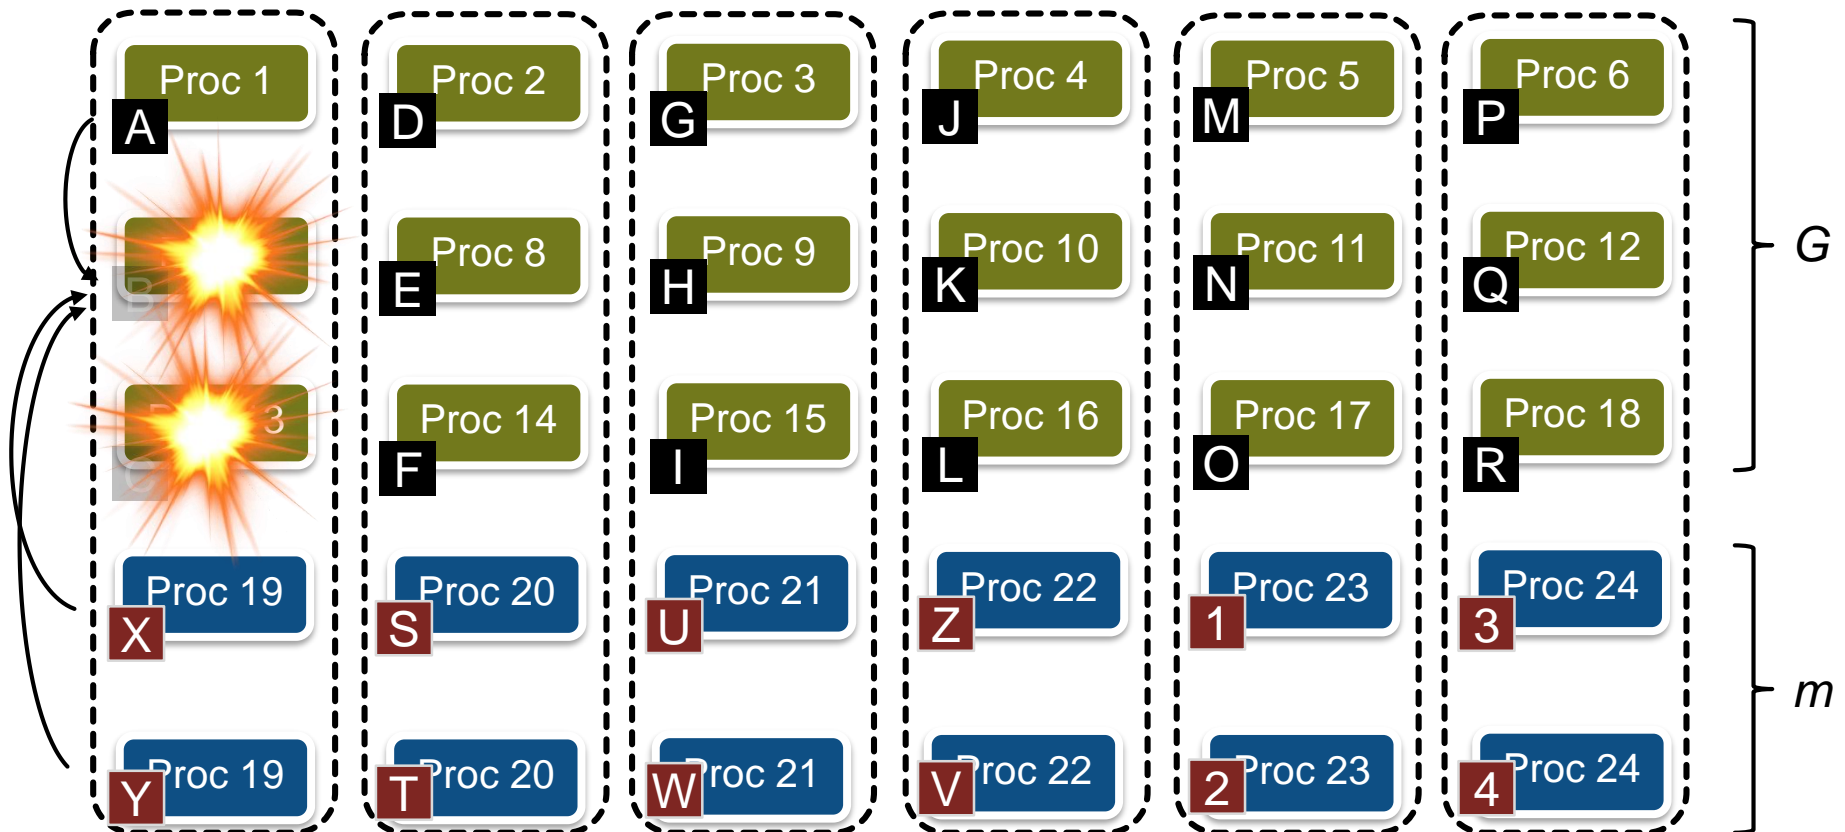 Proc 1 Proc 2 Proc 3 Proc 4 Proc 5 Proc 6
A D G J M P
Proc 8 Proc 9 Proc 10 Proc 11 Proc 12 G
B E H K N Q
3 Proc 14 Proc 15 Proc 16 Proc 17 Proc 18
F I L O R
Proc 19 Proc 20 Proc 21 Proc 22 Proc 23 Proc 24
X S U Z 1 3
m
Proc 19 Proc 20 Proc 21 Proc 22 Proc 23 Proc 24
Y T W V 2 4